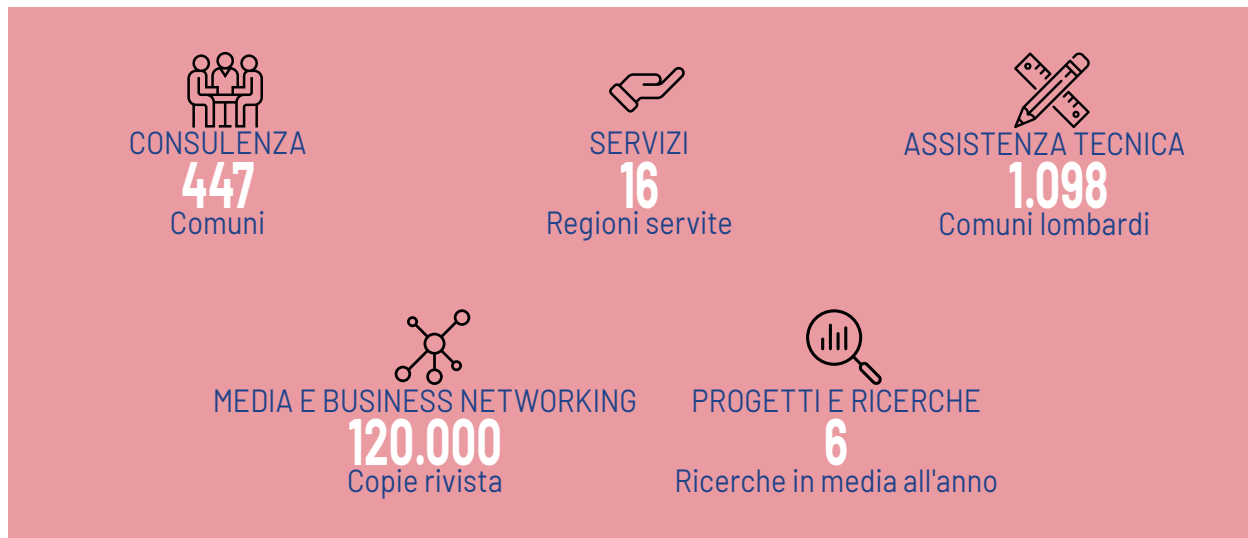 CONSULENZA
447
Comuni
SERVIZI
16
Regioni servite
ASSISTENZA TECNICA
1.098
Comuni lombardi
MEDIA E BUSINESS NETWORKING
120.000
Copie rivista
PROGETTI E RICERCHE
6
Ricerche in media all'anno